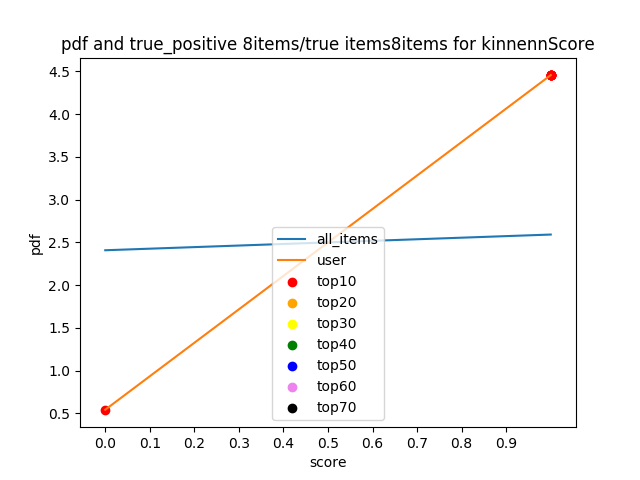 pdf and true_positive 8items/true items8items for kinnennScore
pdf
4.5
4.0
3.5
3.0
2.5
2.0
1.5
1.0
0.5
all_items
user
top10
top20
top30
top40
top50
top60
top70
0.0 0.1 0.2 0.3 0.4 0.5 0.6 0.7 0.8 0.9
score